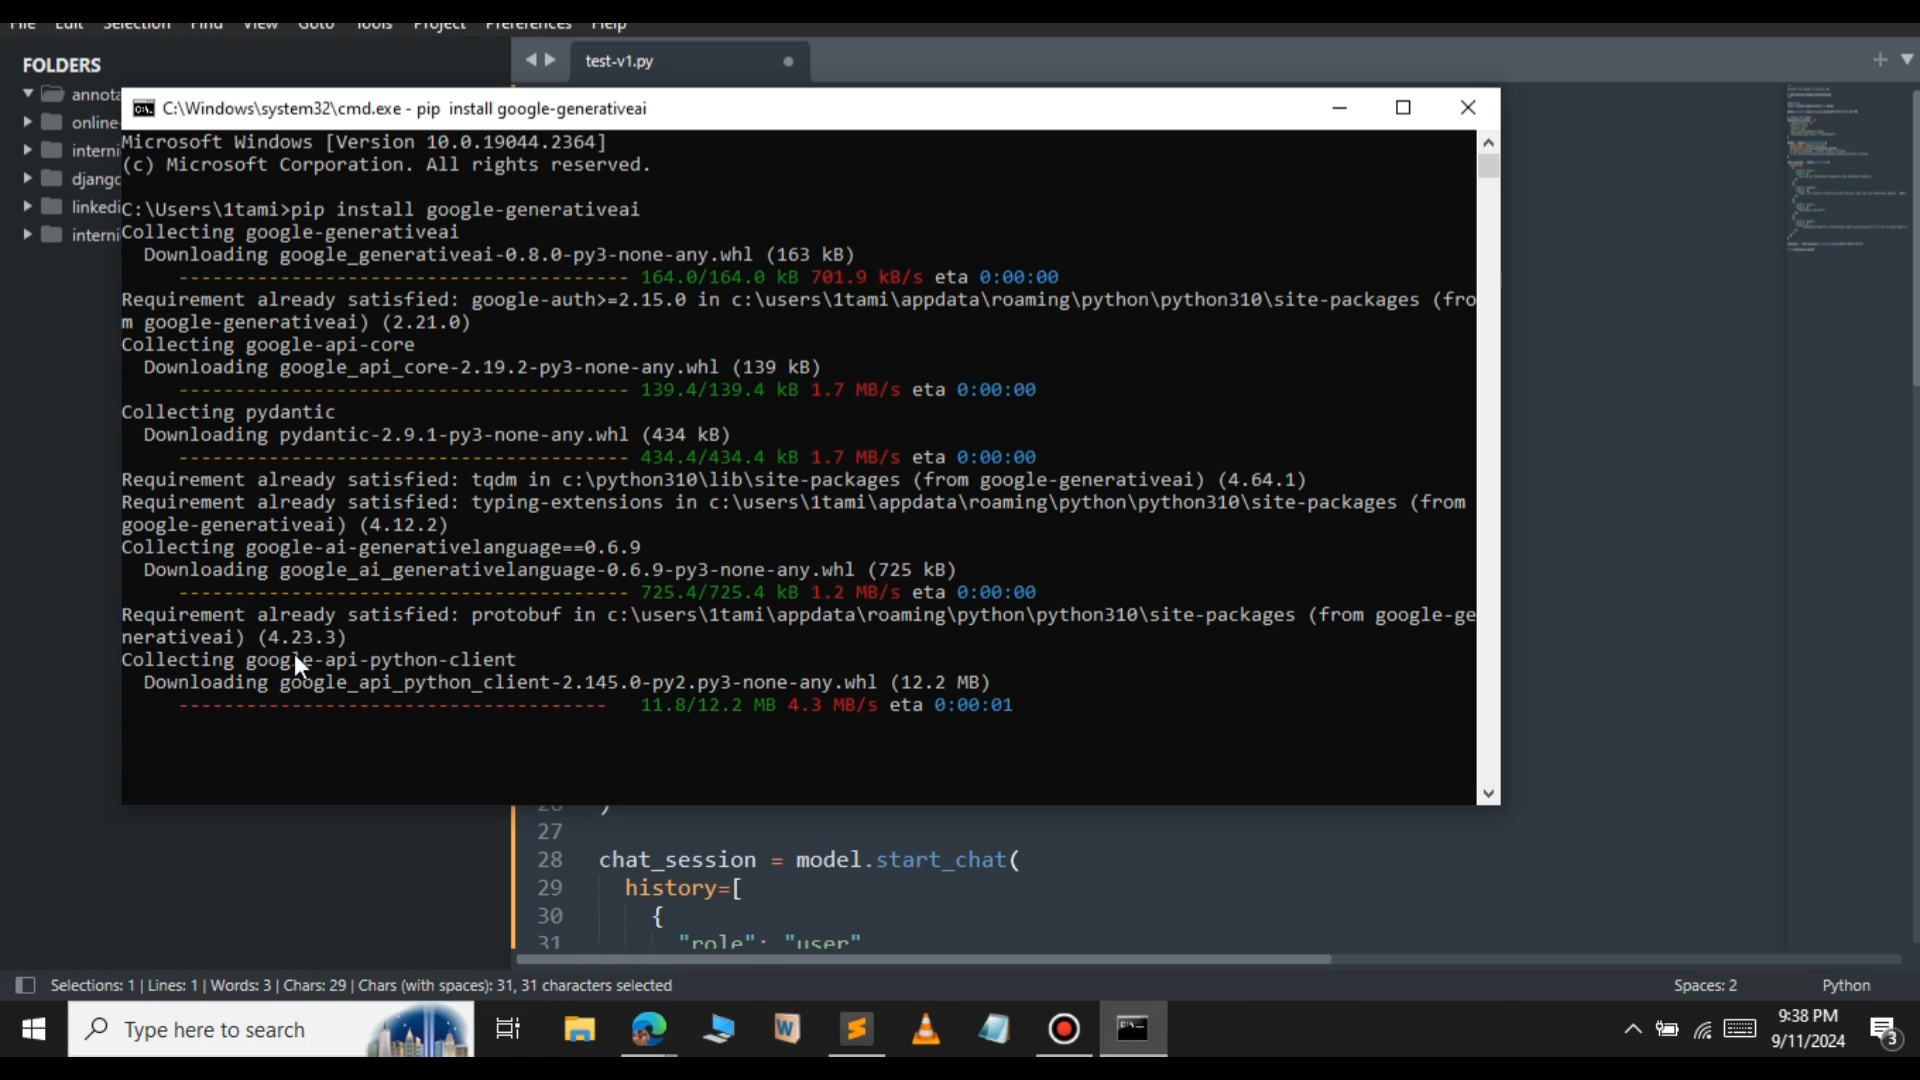 File Edit Selection Find View Goto Tools Project Preferences Help
FOLDERS
test-v1.py
annota
online
interni
django
linkedi
interni
C:\Windows\system32\cmd.exe - pip  install google-generativeai
Microsoft Windows [Version 10.0.19044.2364]
(c) Microsoft Corporation. All rights reserved.
C:\Users\1tami>pip install google-generativeai
Collecting google-generativeai
Downloading google_generativeai-0.8.0-py3-none-any.whl (163 kB)
---------------------------------------- 164.0/164.0 kB 701.9 kB/s eta 0:00:00
Requirement already satisfied: google-auth>=2.15.0 in c:\users\1tami\appdata\roaming\python\python310\site-packages (fro
m google-generativeai) (2.21.0)
Collecting google-api-core
Downloading google_api_core-2.19.2-py3-none-any.whl (139 kB)
---------------------------------------- 139.4/139.4 kB 1.7 MB/s eta 0:00:00
Collecting pydantic
Downloading pydantic-2.9.1-py3-none-any.whl (434 kB)
---------------------------------------- 434.4/434.4 kB 1.7 MB/s eta 0:00:00
Requirement already satisfied: tqdm in c:\python310\lib\site-packages (from google-generativeai) (4.64.1)
Requirement already satisfied: typing-extensions in c:\users\1tami\appdata\roaming\python\python310\site-packages (from
google-generativeai) (4.12.2)
Collecting google-ai-generativelanguage==0.6.9
Downloading google_ai_generativelanguage-0.6.9-py3-none-any.whl (725 kB)
---------------------------------------- 725.4/725.4 kB 1.2 MB/s eta 0:00:00
Requirement already satisfied: protobuf in c:\users\1tami\appdata\roaming\python\python310\site-packages (from google-ge
nerativeai) (4.23.3)
Collecting google-api-python-client
Downloading google_api_python_client-2.145.0-py2.py3-none-any.whl (12.2 MB)
-------------------------------------- 11.8/12.2 MB 4.3 MB/s eta 0:00:01
26 )
27
28 chat_session = model.start_chat(
29 history=[
30 {
31 "role": "user"
Selections: 1 | Lines: 1 | Words: 3 | Chars: 29 | Chars (with spaces): 31, 31 characters selected
Spaces: 2
Python
Type here to search
9:38 PM
9/11/2024
3